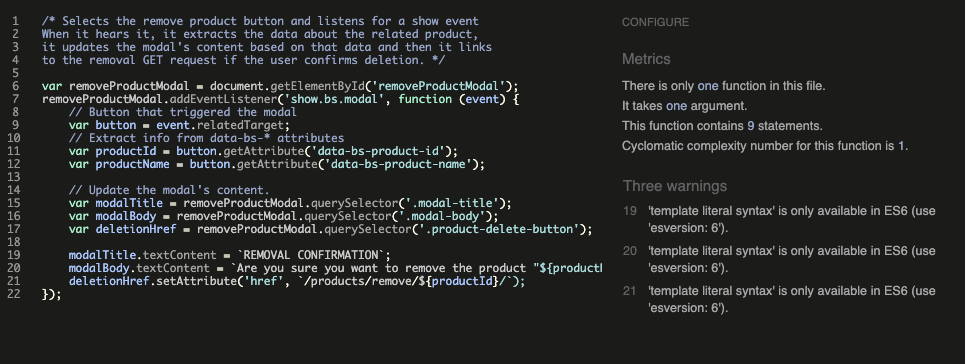 1 /* Selects the remove product button and listens for a show event
2 When it hears it, it extracts the data about the related product,
3 it updates the modal's content based on that data and then it links
4 to the removal GET request if the user confirms deletion. */
5
6 var removeProductModal = document.getElementById('removeProductModal');
7 removeProductModal.addEventListener('show.bs.modal', function (event) {
8 // Button that triggered the modal
9 var button = event.relatedTarget;
10 // Extract info from data-bs-* attributes
11 var productId = button.getAttribute('data-bs-product-id');
12 var productName = button.getAttribute('data-bs-product-name');
13
14 // Update the modal's content.
15 var modalTitle = removeProductModal.querySelector('.modal-title');
16 var modalBody = removeProductModal.querySelector('.modal-body');
17 var deletionHref = removeProductModal.querySelector('.product-delete-button');
18
19 modalTitle.textContent = `REMOVAL CONFIRMATION`;
20 modalBody.textContent = `Are you sure you want to remove the product "${product
21 deletionHref.setAttribute('href', `/products/remove/${productId}/`);
22 });
CONFIGURE
Metrics
There is only one function in this file.
It takes one argument.
This function contains 9 statements.
Cyclomatic complexity number for this function is 1.
Three warnings
19 'template literal syntax' is only available in ES6 (use
'esversion: 6').
20 'template literal syntax' is only available in ES6 (use
'esversion: 6').
21 'template literal syntax' is only available in ES6 (use
'esversion: 6').